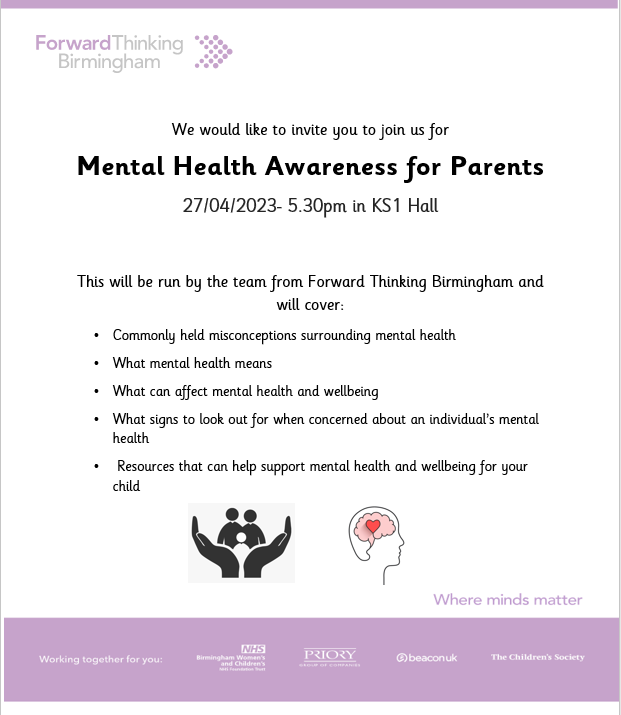 ForwardThinking
Birmingham
We would like to invite you to join us for
Mental Health Awareness for Parents
27/04/2023- 5.30pm in KS1 Hall
This will be run by the team from Forward Thinking Birmingham and
will cover:
• Commonly held misconceptions surrounding mental health
• What mental health means
• What can affect mental health and wellbeing
• What signs to look out for when concerned about an individual's mental
health
• Resources that can help support mental health and wellbeing for your
child
Where minds matter
Working together for you:
NHS
Birmingham Women's
and Children's
NHS Foundation Trust
PRIORY
GROUP OF COMPANIES
beaconuk
The Children's Society